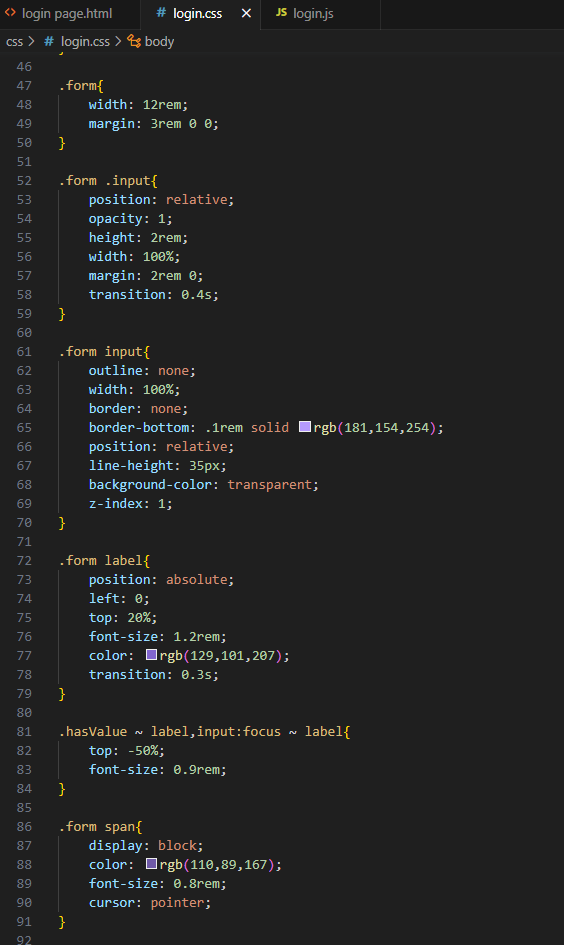 <> login page.html # login.css × JS login.js
css > # login.css > body
46
47 .form{
48 width: 12rem;
49 margin: 3rem 0 0;
50 }
51
52 .form .input{
53 position: relative;
54 opacity: 1;
55 height: 2rem;
56 width: 100%;
57 margin: 2rem 0;
58 transition: 0.4s;
59 }
60
61 .form input{
62 outline: none;
63 width: 100%;
64 border: none;
65 border-bottom: .1rem solid rgb(181,154,254);
66 position: relative;
67 line-height: 35px;
68 background-color: transparent;
69 z-index: 1;
70 }
71
72 .form label{
73 position: absolute;
74 left: 0;
75 top: 20%;
76 font-size: 1.2rem;
77 color: rgb(129,101,207);
78 transition: 0.3s;
79 }
80
81 .hasValue ~ label,input:focus ~ label{
82 top: -50%;
83 font-size: 0.9rem;
84 }
85
86 .form span{
87 display: block;
88 color: rgb(110,89,167);
89 font-size: 0.8rem;
90 cursor: pointer;
91 }
92